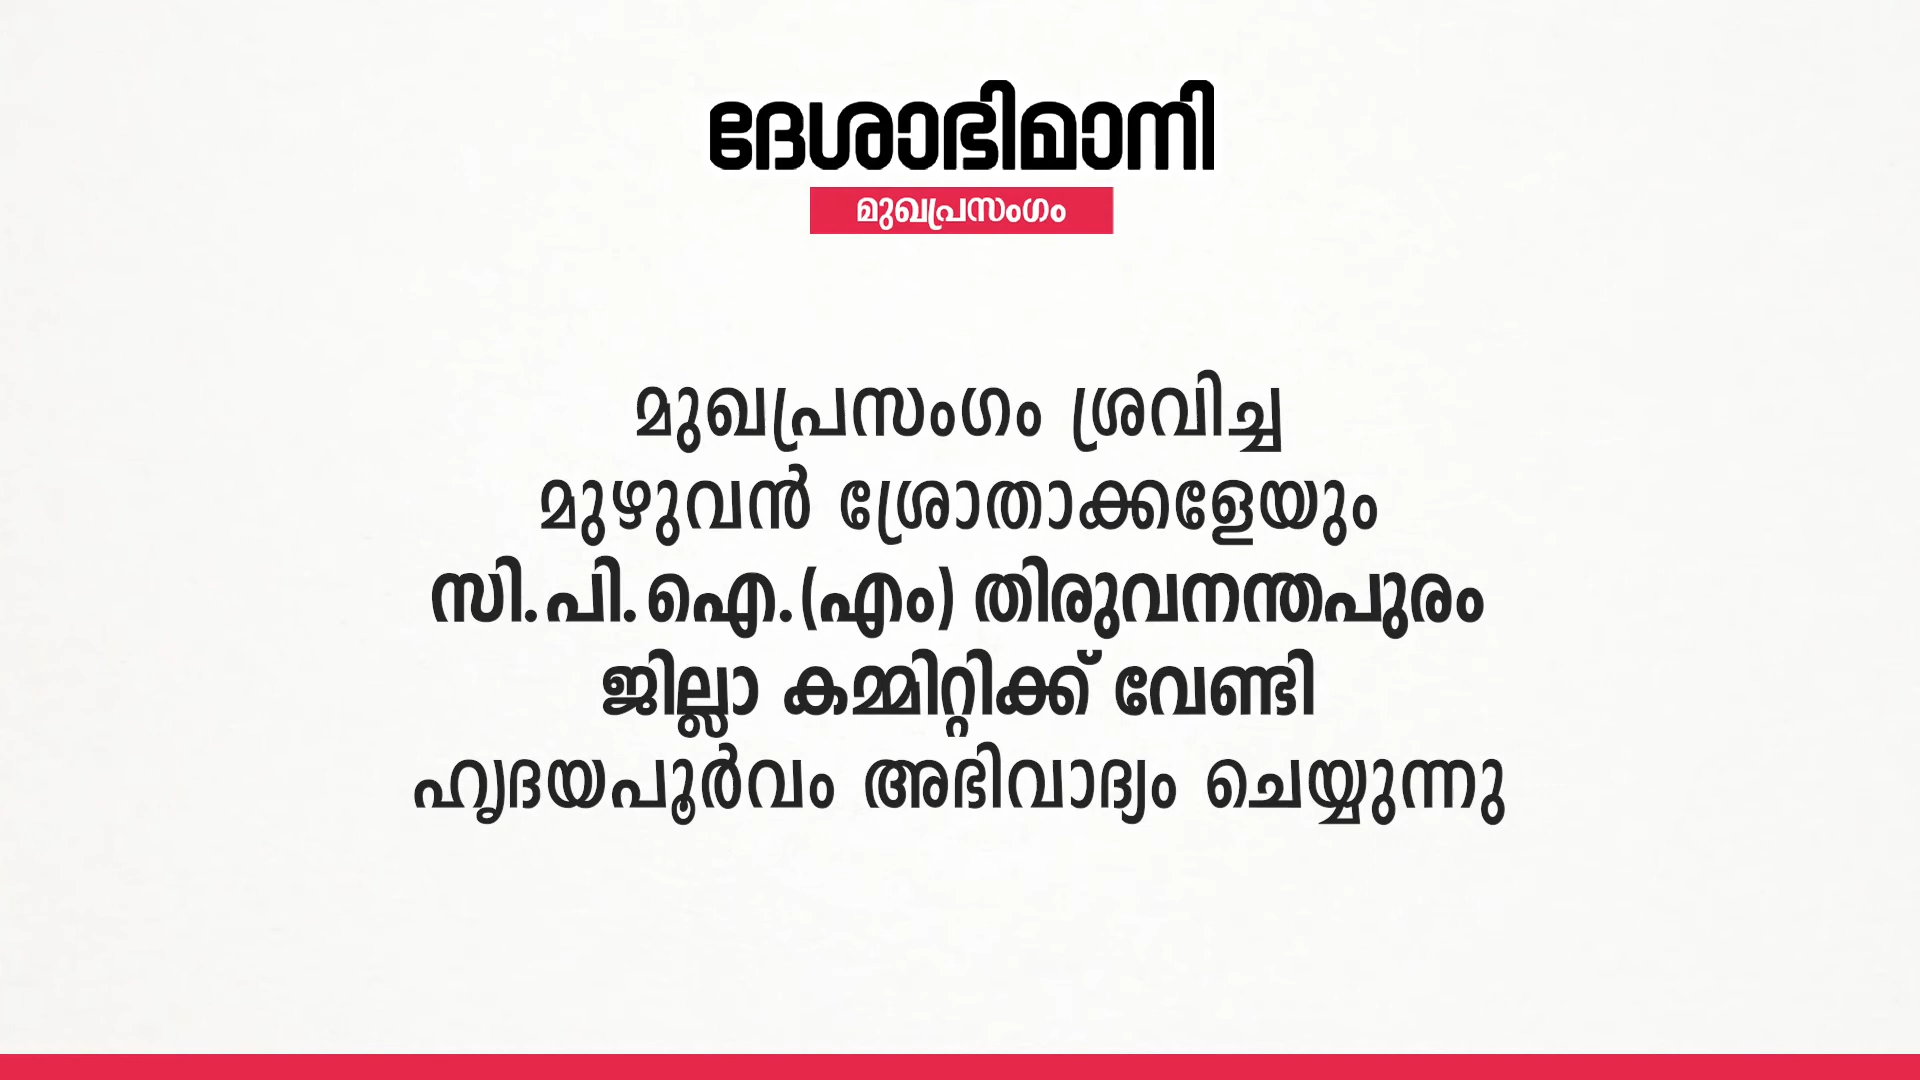 ദേശാഭിമാനി
മുഖപ്രസംഗം
മുഖപ്രസംഗം ശ്രവിച്ച
മുഴുവൻ ശ്രോതാക്കളേയും
സി.പി.ഐ.(എം) തിരുവനന്തപുരം
ജില്ലാ കമ്മിറ്റിക്ക് വേണ്ടി
ഹൃദയപൂർവം അഭിവാദ്യം ചെയ്യുന്നു